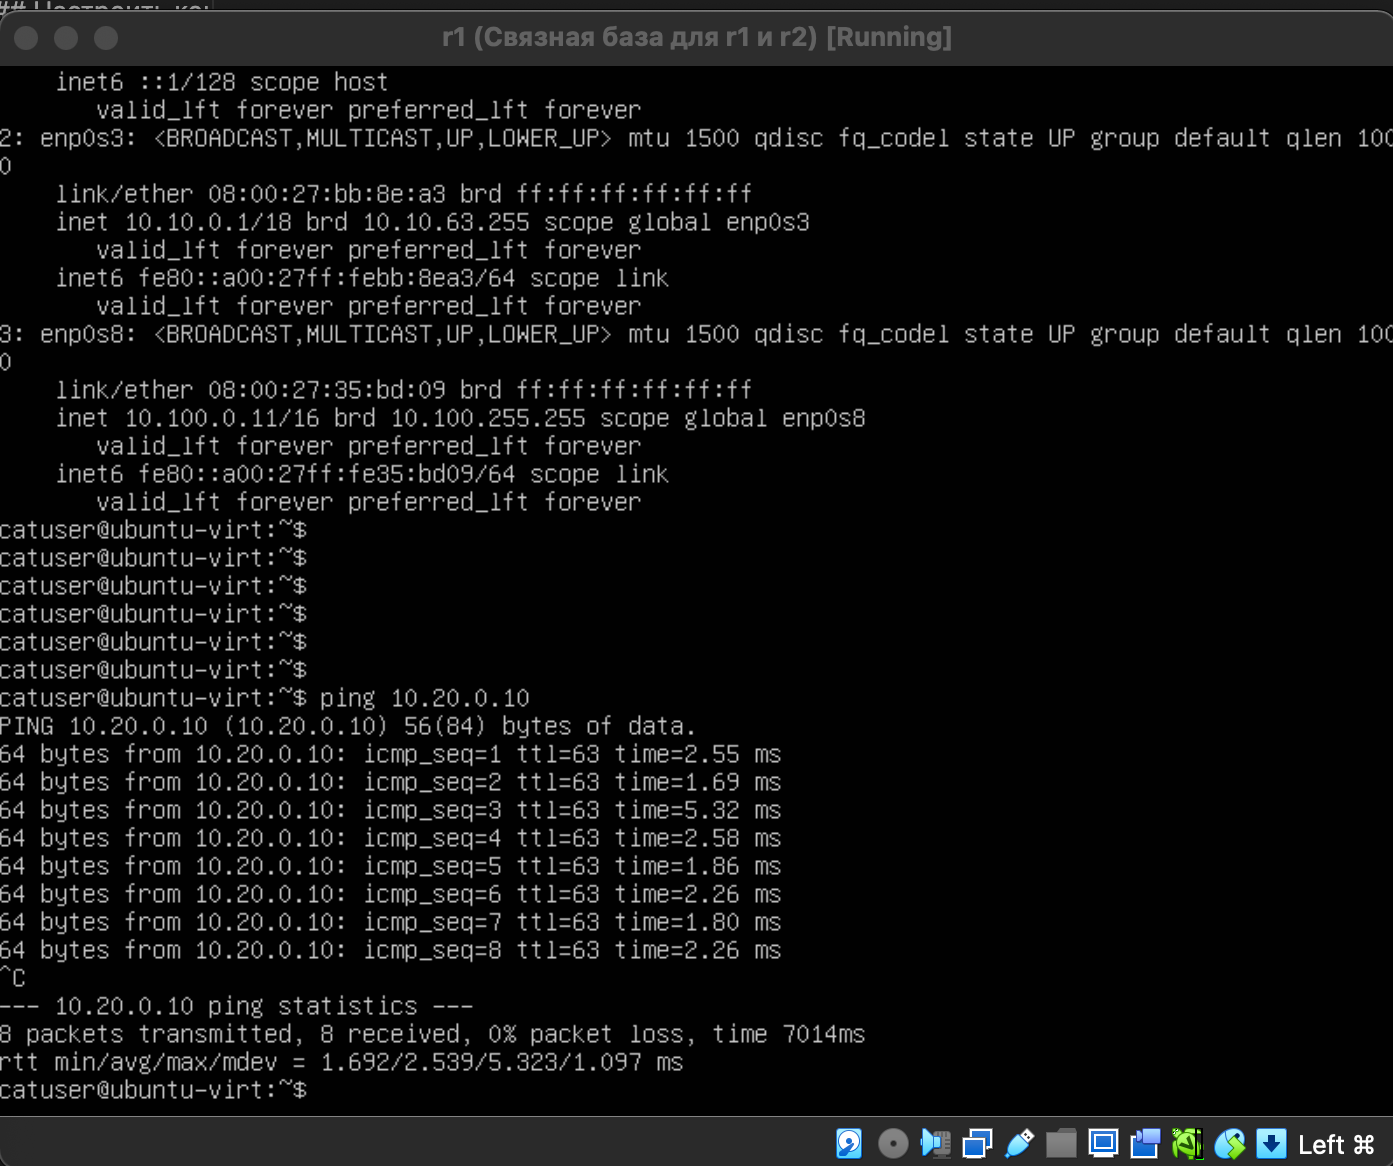 ## Настроить ко:
r1 (Связная база для r1 и r2) [Running]
    inet6 ::1/128 scope host
       valid_lft forever preferred_lft forever
2: enp0s3: <BROADCAST,MULTICAST,UP,LOWER_UP> mtu 1500 qdisc fq_codel state UP group default qlen 100
0
    link/ether 08:00:27:bb:8e:a3 brd ff:ff:ff:ff:ff:ff
    inet 10.10.0.1/18 brd 10.10.63.255 scope global enp0s3
       valid_lft forever preferred_lft forever
    inet6 fe80::a00:27ff:febb:8ea3/64 scope link
       valid_lft forever preferred_lft forever
3: enp0s8: <BROADCAST,MULTICAST,UP,LOWER_UP> mtu 1500 qdisc fq_codel state UP group default qlen 100
0
    link/ether 08:00:27:35:bd:09 brd ff:ff:ff:ff:ff:ff
    inet 10.100.0.11/16 brd 10.100.255.255 scope global enp0s8
       valid_lft forever preferred_lft forever
    inet6 fe80::a00:27ff:fe35:bd09/64 scope link
       valid_lft forever preferred_lft forever
catuser@ubuntu-virt:~$
catuser@ubuntu-virt:~$
catuser@ubuntu-virt:~$
catuser@ubuntu-virt:~$
catuser@ubuntu-virt:~$
catuser@ubuntu-virt:~$
catuser@ubuntu-virt:~$ ping 10.20.0.10
PING 10.20.0.10 (10.20.0.10) 56(84) bytes of data.
64 bytes from 10.20.0.10: icmp_seq=1 ttl=63 time=2.55 ms
64 bytes from 10.20.0.10: icmp_seq=2 ttl=63 time=1.69 ms
64 bytes from 10.20.0.10: icmp_seq=3 ttl=63 time=5.32 ms
64 bytes from 10.20.0.10: icmp_seq=4 ttl=63 time=2.58 ms
64 bytes from 10.20.0.10: icmp_seq=5 ttl=63 time=1.86 ms
64 bytes from 10.20.0.10: icmp_seq=6 ttl=63 time=2.26 ms
64 bytes from 10.20.0.10: icmp_seq=7 ttl=63 time=1.80 ms
64 bytes from 10.20.0.10: icmp_seq=8 ttl=63 time=2.26 ms
^C
--- 10.20.0.10 ping statistics ---
8 packets transmitted, 8 received, 0% packet loss, time 7014ms
rtt min/avg/max/mdev = 1.692/2.539/5.323/1.097 ms
catuser@ubuntu-virt:~$
Left ⌘